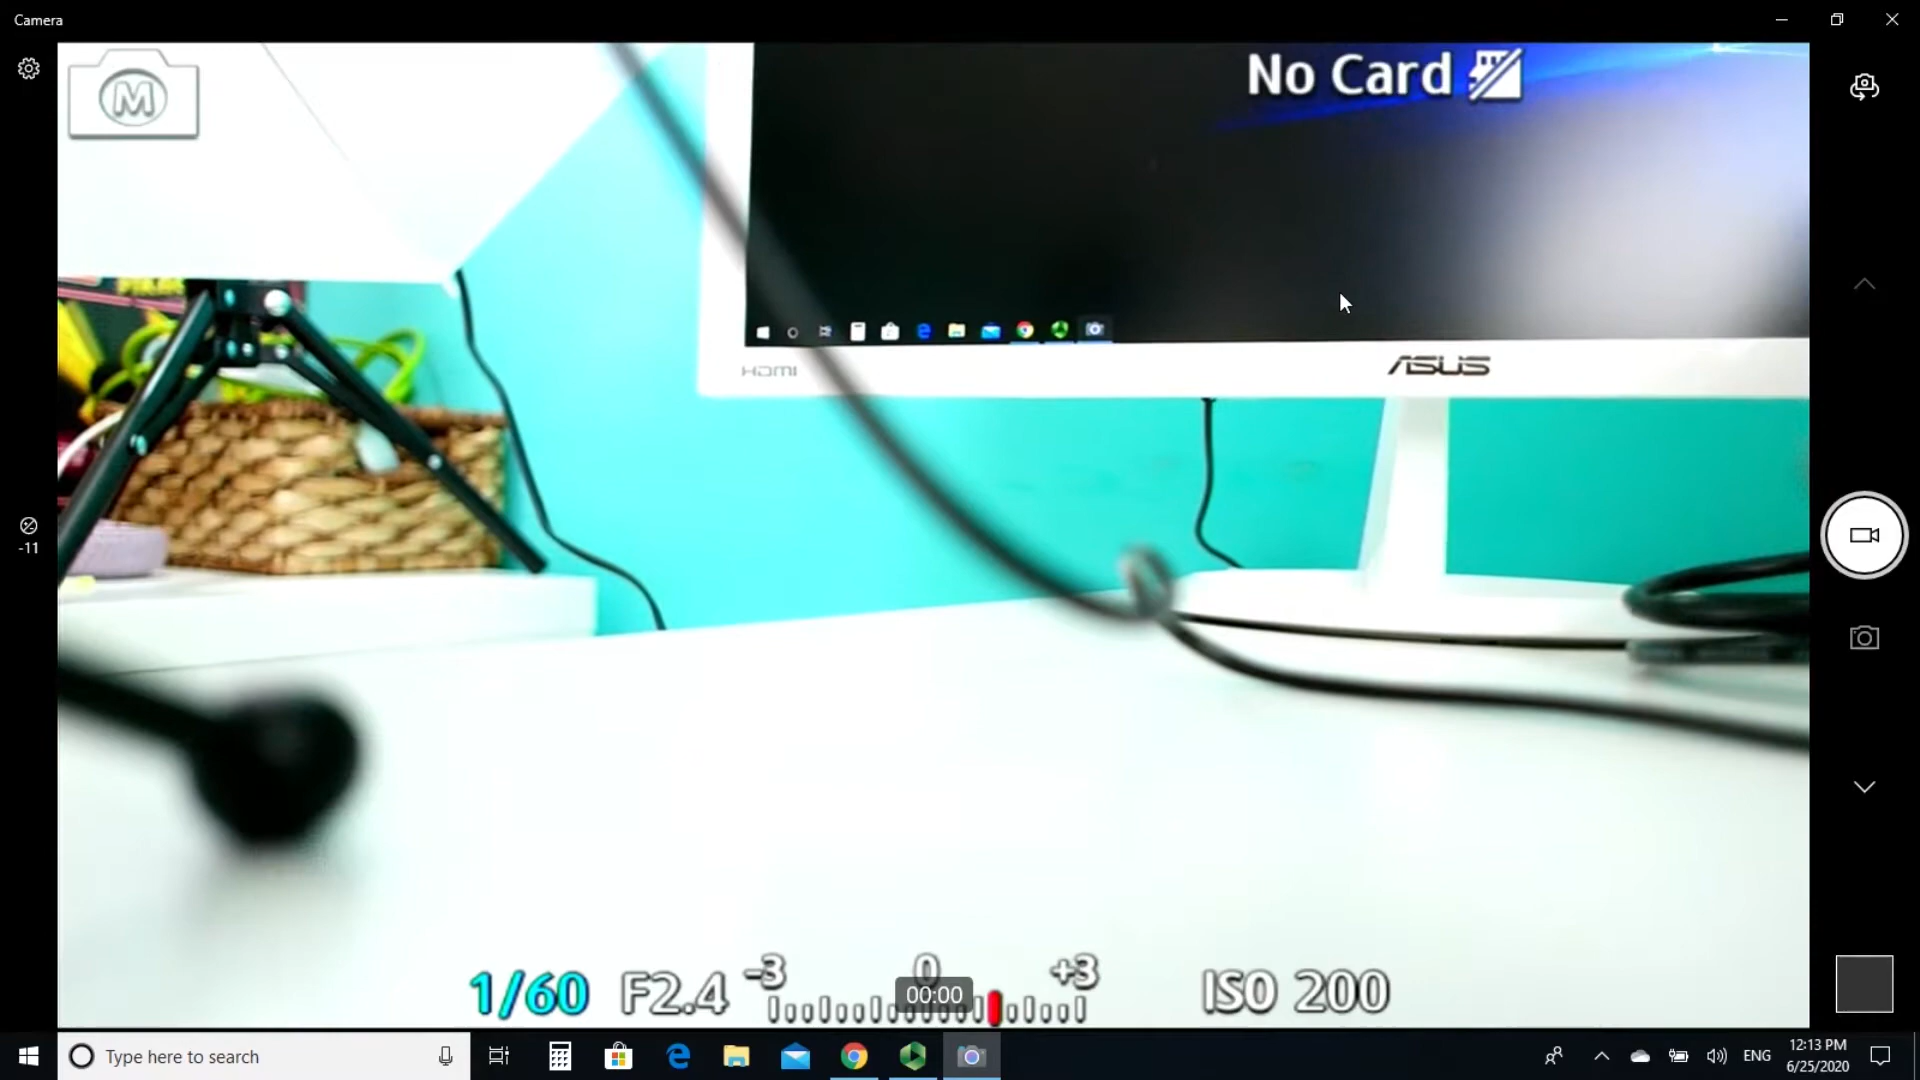 Camera
M
No Card
HDMI
ASUS
-11
1/60 F2.4 -3 0 +3 ISO 200
00:00
Type here to search
ENG
12:13 PM
6/25/2020